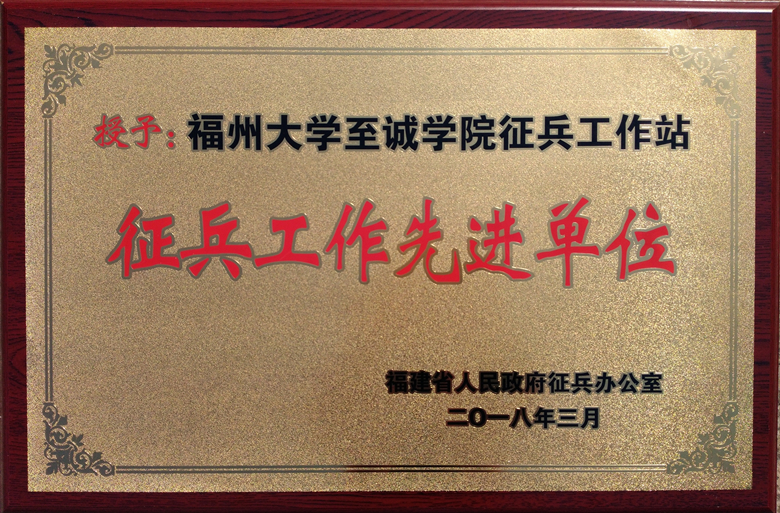 授予：福州大学至诚学院征兵工作站
征兵工作先进单位
福建省人民政府征兵办公室
二〇一八年三月